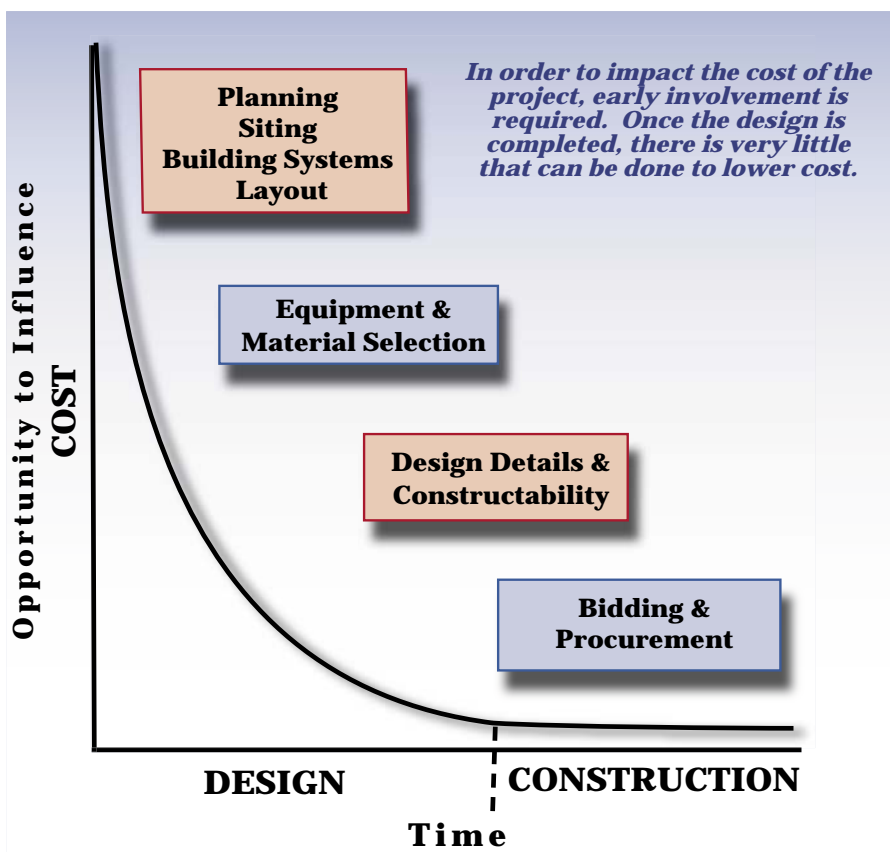 In order to impact the cost of the
project, early involvement is
required. Once the design is
completed, there is very little
that can be done to lower cost.
Planning
Siting
Building Systems
Layout
Equipment &
Material Selection
Design Details &
Constructability
Bidding &
Procurement
Opportunity to Influence
COST
DESIGN
CONSTRUCTION
Time